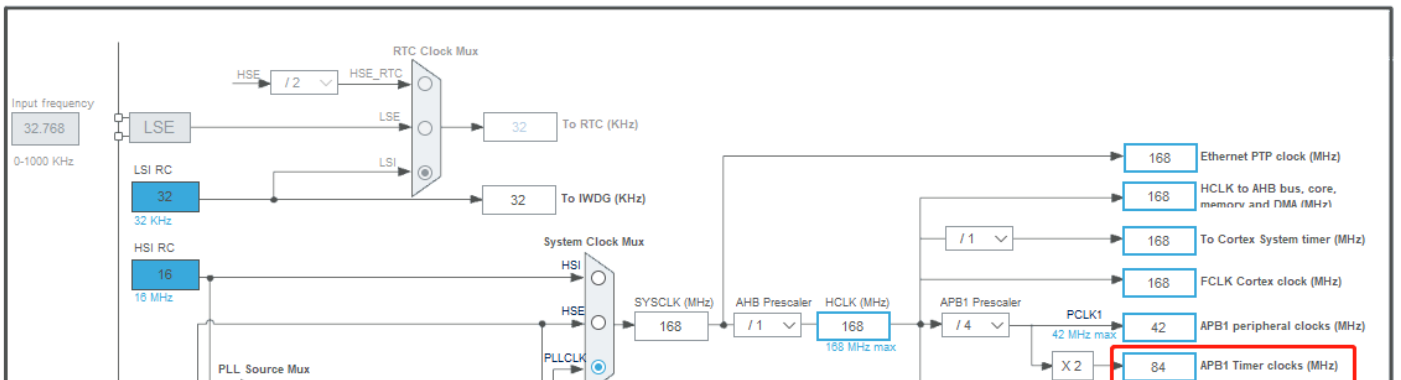 RTC Clock Mux
HSE
/ 2
HSE_RTC
Input frequency
32.768
0-1000 KHz
LSE
LSE
32
To RTC (KHz)
LSI
LSI RC
32
32 KHz
32
To IWDG (KHz)
168
Ethernet PTP clock (MHz)
168
HCLK to AHB bus, core,
memory and DMA (MHz)
/ 1
168
To Cortex System timer (MHz)
HSI RC
16
16 MHz
System Clock Mux
HSI
168
FCLK Cortex clock (MHz)
HSE
SYSCLK (MHz)
168
AHB Prescaler
/ 1
HCLK (MHz)
168
168 MHz max
APB1 Prescaler
/ 4
PCLK1
42 MHz max
42
APB1 peripheral clocks (MHz)
PLLCLK
X 2
84
APB1 Timer clocks (MHz)
PLL Source Mux